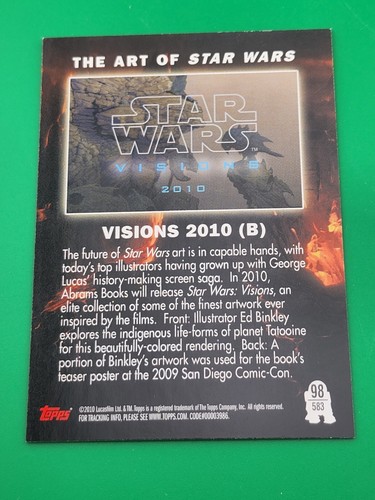 THE ART OF STAR WARS
STAR
WARS
TM
VISIONS
2010
VISIONS 2010 (B)
The future of Star Wars art is in capable hands, with
today's top illustrators having grown up with George
Lucas' history-making screen saga. In 2010,
Abrams Books will release Star Wars: Visions, an
elite collection of some of the finest artwork ever
inspired by the films. Front: Illustrator Ed Binkley
explores the indigenous life-forms of planet Tatooine
for this beautifully-colored rendering. Back: A
portion of Binkley's artwork was used for the book's
teaser poster at the 2009 San Diego Comic-Con.
Topps
©2010 Lucasfilm Ltd. & TM. Topps is a registered trademark of The Topps Company, Inc. All rights reserved.
FOR TRACKING INFO, PLEASE SEE WWW.TOPPS.COM. CODE#00003986.
98
583